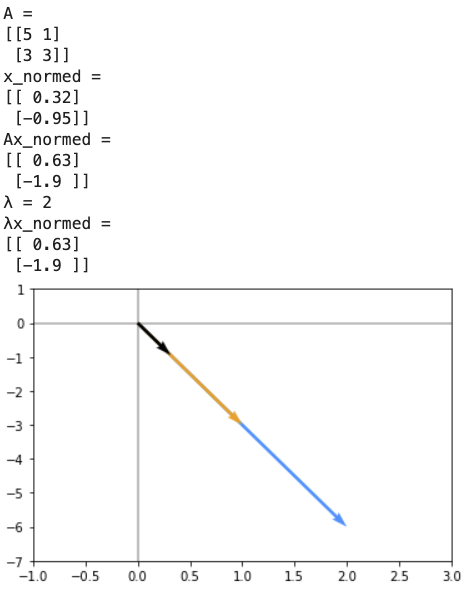 A =
[[5 1]
 [3 3]]
x_normed =
[[ 0.32]
 [-0.95]]
Ax_normed =
[[ 0.63]
 [-1.9 ]]
λ = 2
λx_normed =
[[ 0.63]
 [-1.9 ]]
1
0
−1
−2
−3
−4
−5
−6
−7
−1.0 −0.5 0.0 0.5 1.0 1.5 2.0 2.5 3.0